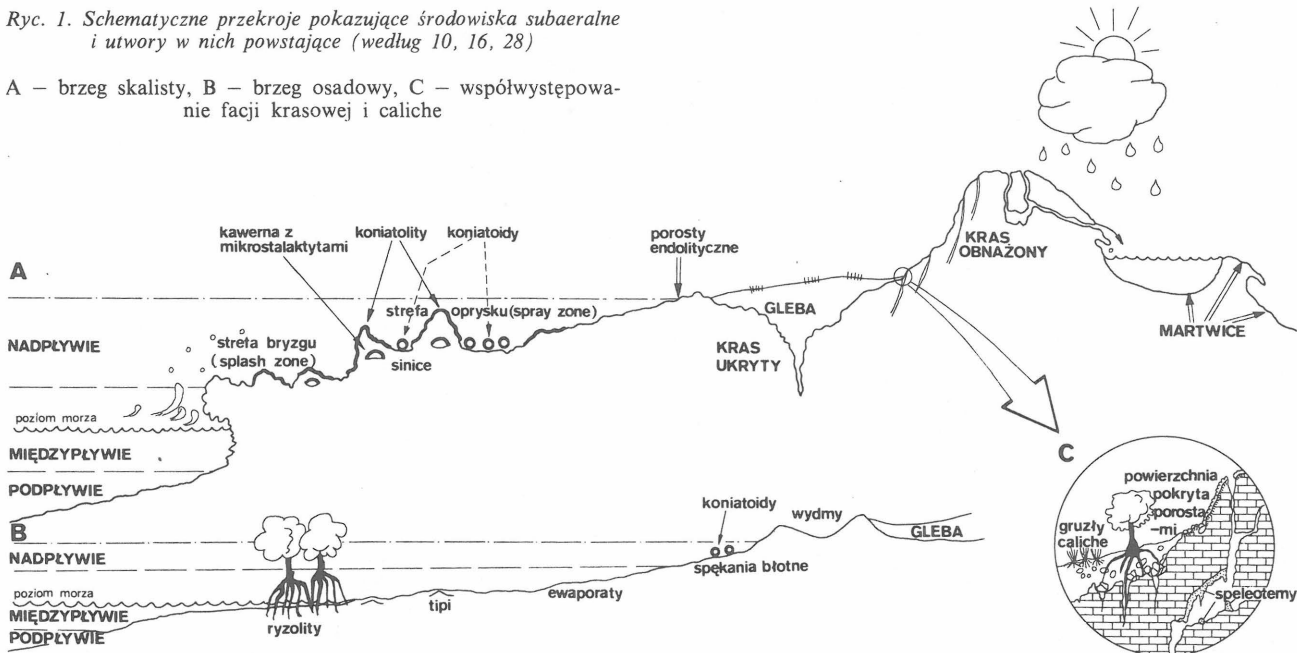 Ryc. 1. Schematyczne przekroje pokazujące środowiska subaeralne
i utwory w nich powstające (według 10, 16, 28)
A – brzeg skalisty, B – brzeg osadowy, C – współwystępowa-
nie facji krasowej i caliche
A
kawerna z
mikrostalaktytami
koniatolity
koniatoidy
porosty
endolityczne
KRAS
OBNAŻONY
strefa
oprysku (spray zone)
GLEBA
MARTWICE
NADPŁYWIE
strefa bryzgu
(splash zone)
sinice
KRAS
UKRYTY
poziom morza
MIĘDZYPŁYWIE
PODPŁYWIE
C
powierzchnia
pokryta
porosta-
-mi
gruzły
caliche
speleotemy
B
koniatoidy
wydmy
GLEBA
NADPŁYWIE
spękania błotne
poziom morza
ewaporaty
tipi
MIĘDZYPŁYWIE
ryzolity
PODPŁYWIE